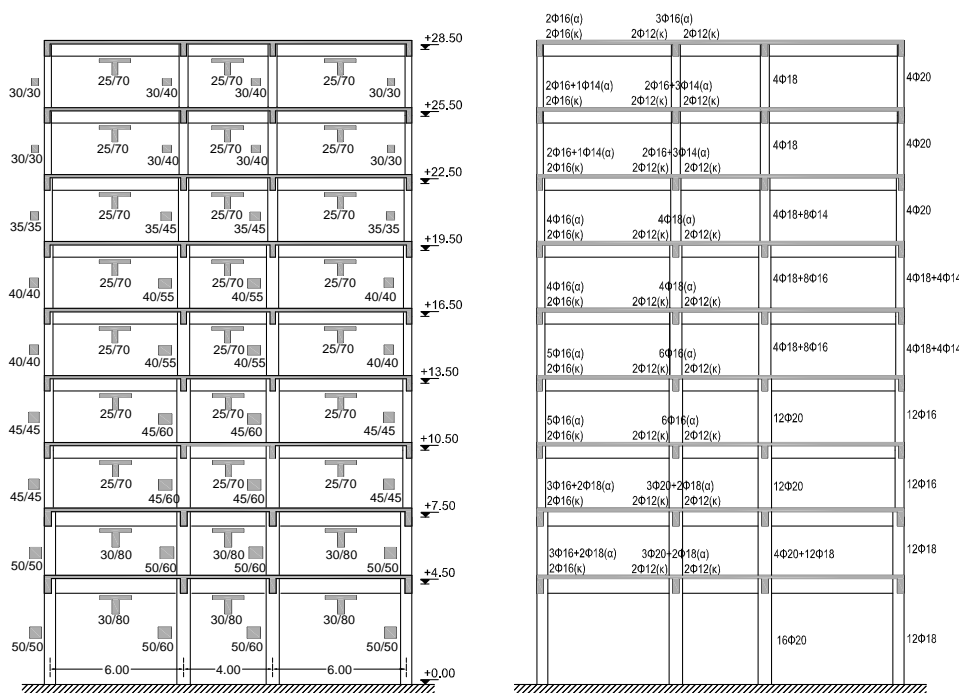 2Φ16(α) 3Φ16(α)
2Φ16(κ) 2Φ12(κ) 2Φ12(κ)
+28.50
25/70 25/70 25/70
30/30 30/40 30/40 30/30
4Φ18 4Φ20
2Φ16+1Φ14(α) 2Φ16+3Φ14(α)
2Φ16(κ) 2Φ12(κ) 2Φ12(κ)
+25.50
25/70 25/70 25/70
30/30 30/40 30/40 30/30
4Φ18 4Φ20
2Φ16+1Φ14(α) 2Φ16+3Φ14(α)
2Φ16(κ) 2Φ12(κ) 2Φ12(κ)
+22.50
25/70 25/70 25/70
35/35 35/45 35/45 35/35
4Φ18+8Φ14 4Φ20
4Φ16(α) 4Φ18(α)
2Φ16(κ) 2Φ12(κ) 2Φ12(κ)
+19.50
25/70 25/70 25/70
40/40 40/55 40/55 40/40
4Φ18+8Φ16 4Φ18+4Φ14
4Φ16(α) 4Φ18(α)
2Φ16(κ) 2Φ12(κ) 2Φ12(κ)
+16.50
25/70 25/70 25/70
40/40 40/55 40/55 40/40
4Φ18+8Φ16 4Φ18+4Φ14
5Φ16(α) 6Φ16(α)
2Φ16(κ) 2Φ12(κ) 2Φ12(κ)
+13.50
25/70 25/70 25/70
45/45 45/60 45/60 45/45
12Φ20 12Φ16
5Φ16(α) 6Φ16(α)
2Φ16(κ) 2Φ12(κ) 2Φ12(κ)
+10.50
25/70 25/70 25/70
45/45 45/60 45/60 45/45
12Φ20 12Φ16
3Φ16+2Φ18(α) 3Φ20+2Φ18(α)
2Φ16(κ) 2Φ12(κ) 2Φ12(κ)
+7.50
30/80 30/80 30/80
50/50 50/60 50/60 50/50
4Φ20+12Φ18 12Φ18
3Φ16+2Φ18(α) 3Φ20+2Φ18(α)
2Φ16(κ) 2Φ12(κ) 2Φ12(κ)
+4.50
30/80 30/80 30/80
50/50 50/60 50/60 50/50
16Φ20 12Φ18
6.00 4.00 6.00
+0.00